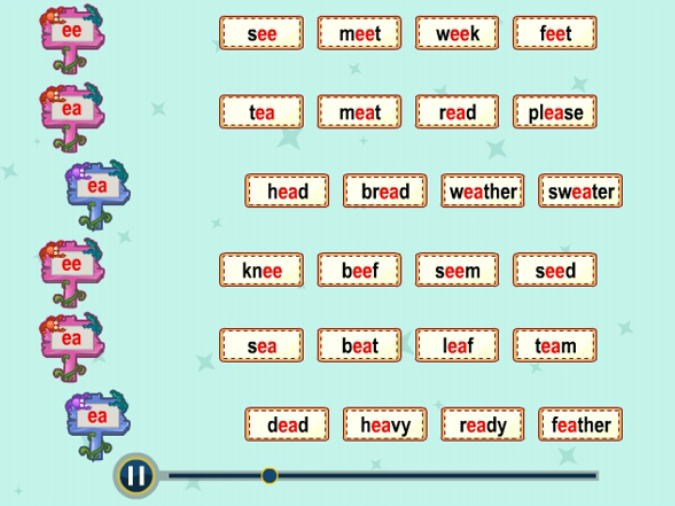 ee see meet week feet
ea tea meat read please
ea head bread weather sweater
ee knee beef seem seed
ea sea beat leaf team
ea dead heavy ready feather